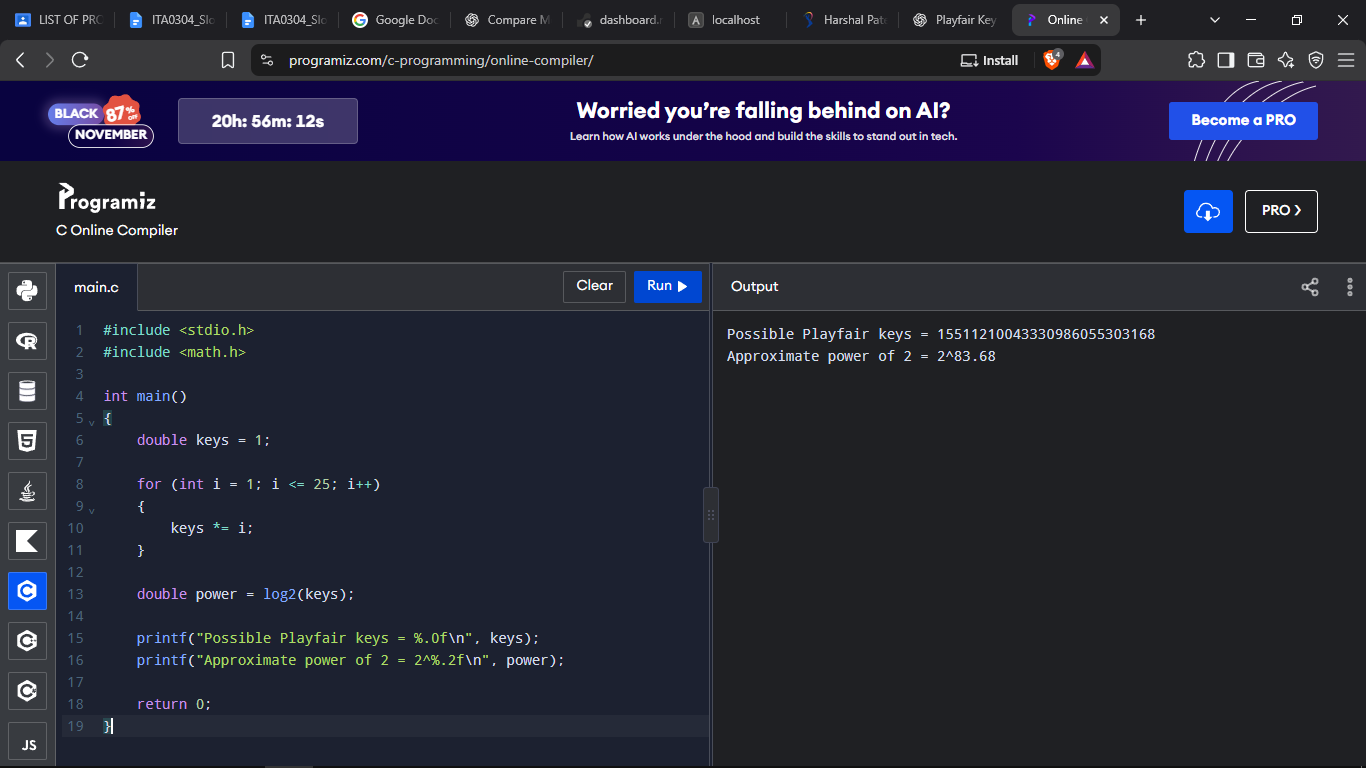 LIST OF PRO
ITA0304_Slo
ITA0304_Slo
Google Doc
Compare M
dashboard.r
localhost
Harshal Pate
Playfair Key
Online
programiz.com/c-programming/online-compiler/
Install
4
BLACK 87% OFF
NOVEMBER
20h: 56m: 12s
Worried you're falling behind on AI?
Learn how AI works under the hood and build the skills to stand out in tech.
Become a PRO
Programiz
C Online Compiler
PRO
main.c
Clear
Run
Output
1 #include <stdio.h>
2 #include <math.h>
3
4 int main()
5 {
6     double keys = 1;
7
8     for (int i = 1; i <= 25; i++)
9     {
10         keys *= i;
11     }
12
13     double power = log2(keys);
14
15     printf("Possible Playfair keys = %.0f\n", keys);
16     printf("Approximate power of 2 = 2^%.2f\n", power);
17
18     return 0;
19 }
Possible Playfair keys = 15511210043330986055303168
Approximate power of 2 = 2^83.68
R
5
C
C
C
JS